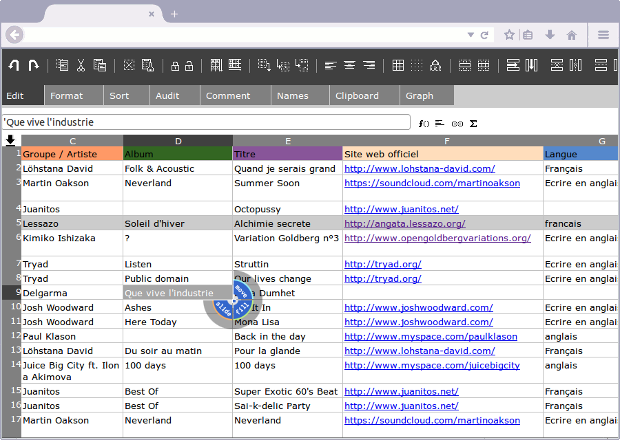 Edit Format Sort Audit Comment Names Clipboard Graph
'Que vive l'industrie f() Σ
C D E F G
1 Groupe / Artiste Album Titre Site web officiel Langue
2 Löhstana David Folk & Acoustic Quand je serais grand http://www.lohstana-david.com/ Français
3 Martin Oakson Neverland Summer Soon https://soundcloud.com/martinoakson Ecrire en anglai
4 Juanitos Octopussy http://www.juanitos.net/
5 Lessazo Soleil d'hiver Alchimie secrete http://angata.lessazo.org/ francais
6 Kimiko Ishizaka ? Variation Goldberg nº3 http://www.opengoldbergvariations.org/ Ecrire en anglai
7 Tryad Listen Struttin http://tryad.org/ Ecrire en anglai
8 Tryad Public domain Our lives change http://tryad.org/ Ecrire en anglai
9 Delgarma Que vive l'industrie move slide fill Dumhet
10 Josh Woodward Ashes It In http://www.joshwoodward.com/ Ecrire en anglai
11 Josh Woodward Here Today Mona Lisa http://www.joshwoodward.com/ Ecrire en anglai
12 Paul Klason Back in the day http://www.myspace.com/paulklason anglais
13 Löhstana David Du soir au matin Pour la glande http://www.lohstana-david.com/ Français
14 Juice Big City ft. Ilon 100 days 100 days http://www.myspace.com/juicebigcity anglais
a Akimova
15 Juanitos Best Of Super Exotic 60's Beat http://www.juanitos.net/ Français
16 Juanitos Best Of Sai-k-delic Party http://www.juanitos.net/ Français
17 Martin Oakson Neverland Neverland https://soundcloud.com/martinoakson Ecrire en anglai